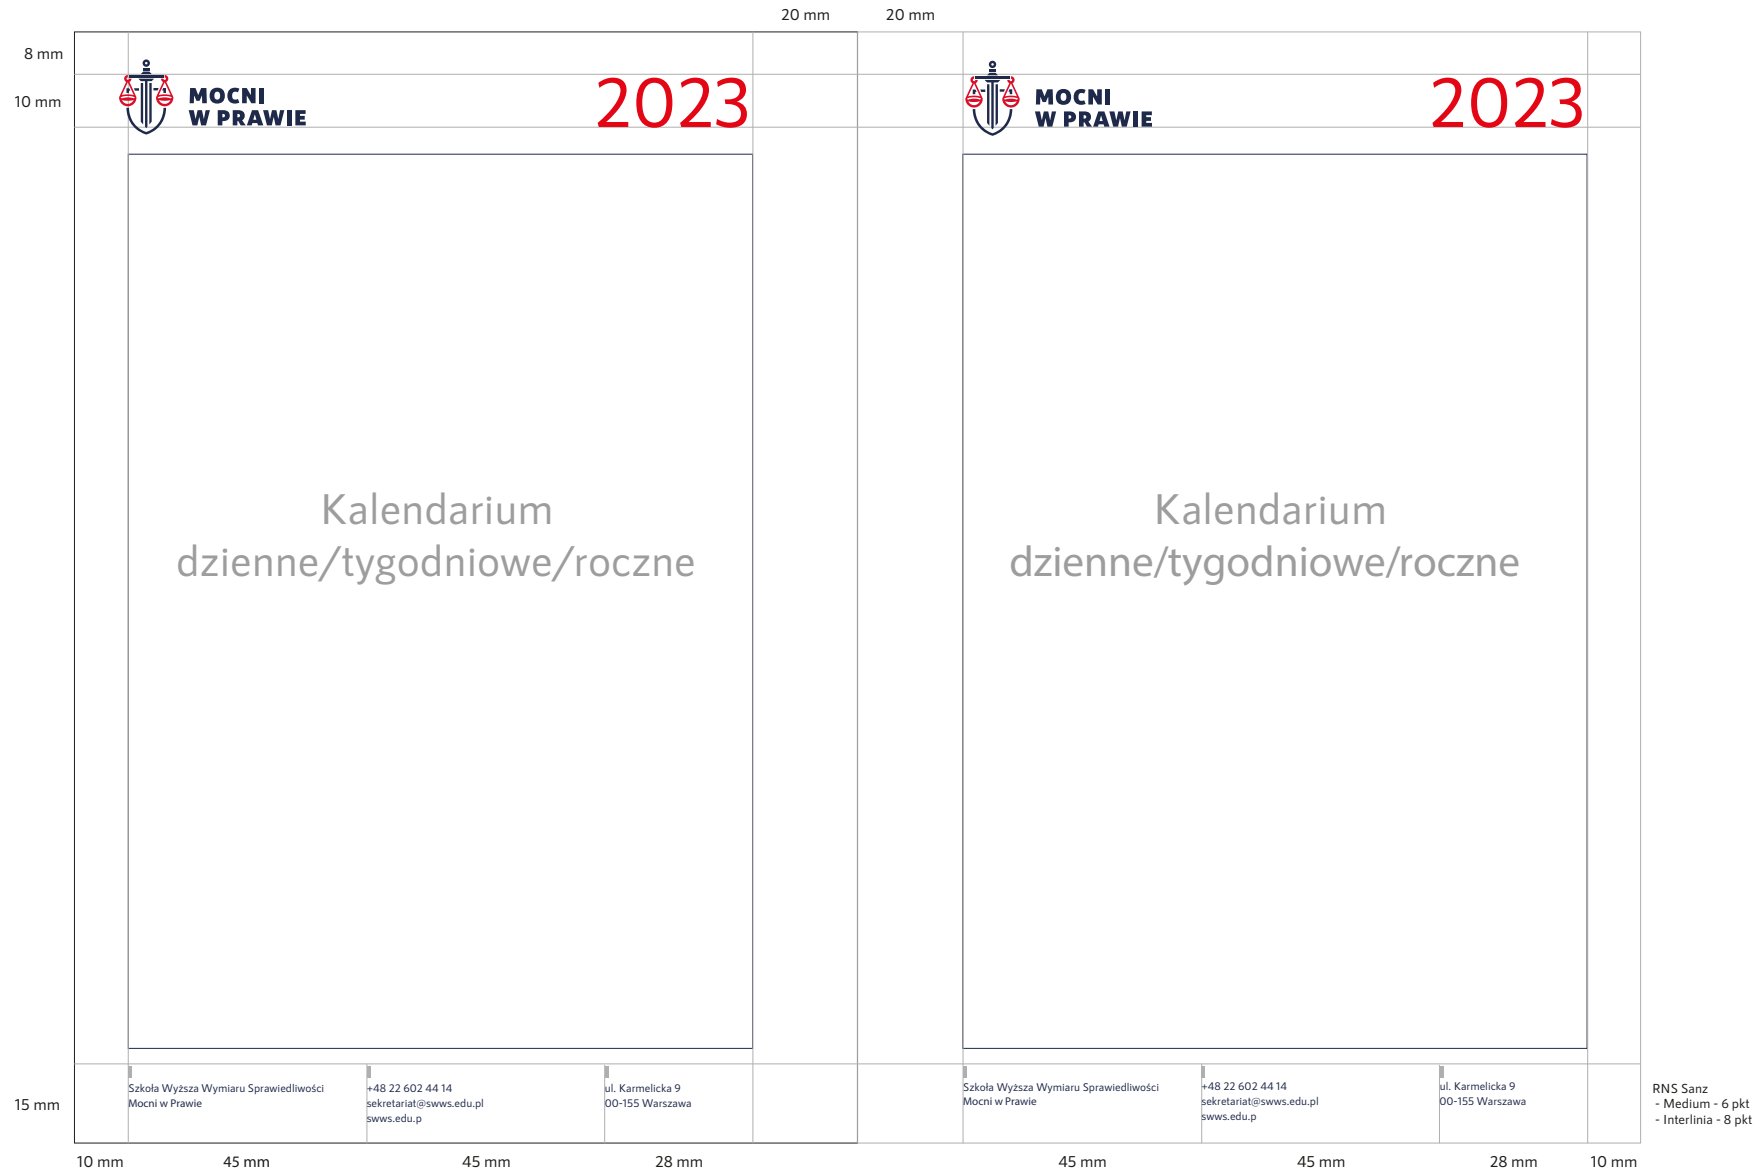 20 mm 20 mm
8 mm
10 mm
MOCNI
W PRAWIE
2023
MOCNI
W PRAWIE
2023
Kalendarium
dzienne/tygodniowe/roczne
Kalendarium
dzienne/tygodniowe/roczne
15 mm
Szkoła Wyższa Wymiaru Sprawiedliwości
Mocni w Prawie
+48 22 602 44 14
sekretariat@swws.edu.pl
swws.edu.p
ul. Karmelicka 9
00-155 Warszawa
Szkoła Wyższa Wymiaru Sprawiedliwości
Mocni w Prawie
+48 22 602 44 14
sekretariat@swws.edu.pl
swws.edu.p
ul. Karmelicka 9
00-155 Warszawa
RNS Sanz
- Medium - 6 pkt
- Interlinia - 8 pkt
10 mm 45 mm 45 mm 28 mm 45 mm 45 mm 28 mm 10 mm